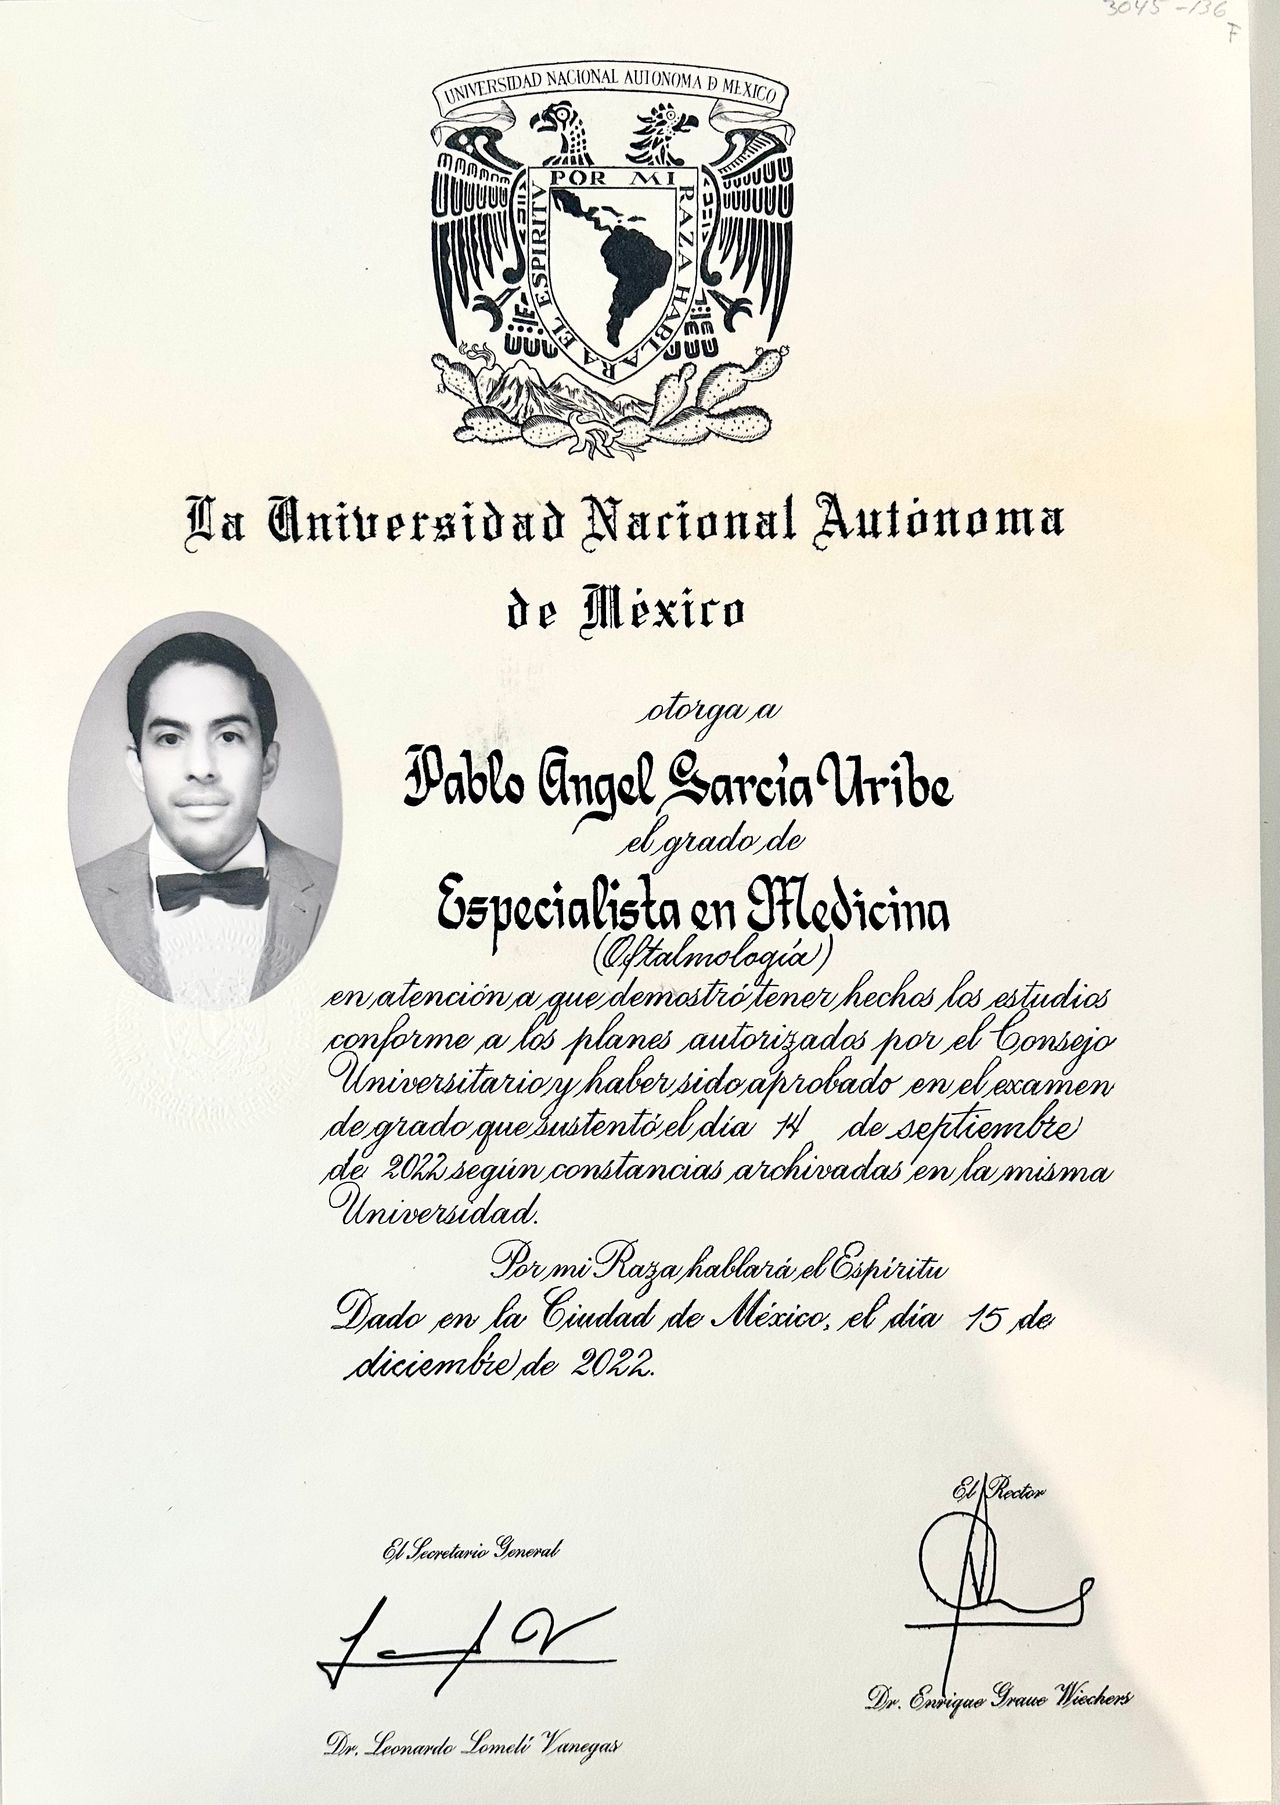 3045-136
F
UNIVERSIDAD NACIONAL AUTONOMA D MEXICO
POR MI RAZA HABLARA EL ESPIRITV
La Universidad Nacional Autónoma
de México
otorga a
Pablo Angel García Uribe
el grado de
Especialista en Medicina
(Oftalmología)
en atención a que demostró tener hechos los estudios
conforme a los planes autorizados por el Consejo
Universitario y haber sido aprobado en el examen
de grado que sustentó el día 14 de septiembre
de 2022 según constancias archivadas en la misma
Universidad.
Por mi Raza hablará el Espíritu
Dado en la Ciudad de México, el día 15 de
diciembre de 2022.
El Rector
El Secretario General
Dr. Enrique Graue Wiechers
Dr. Leonardo Lomelí Vanegas